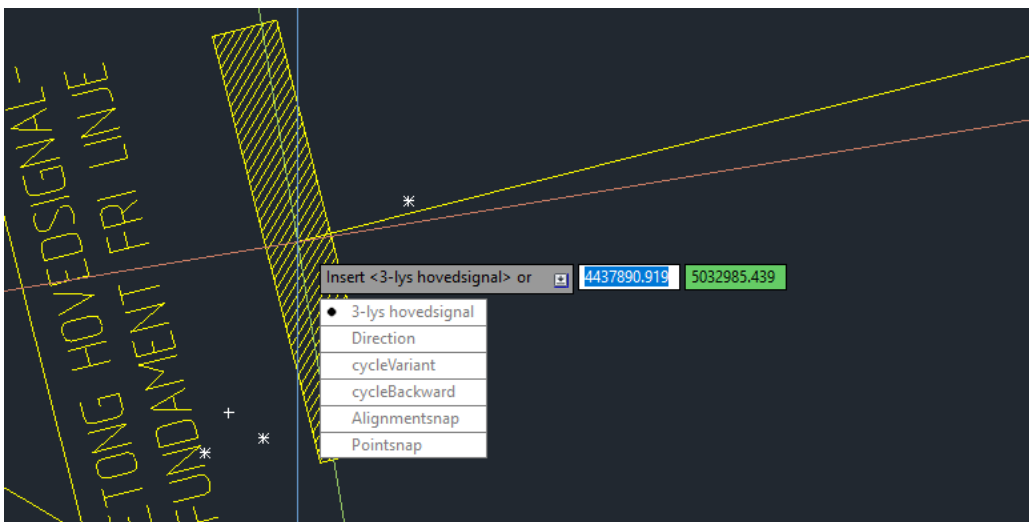 ETONG HOVEDSIGNAL-
FUNDAMENT FRI LINJE
Insert <3-lys hovedsignal> or
4437890.919
5032985.439
3-lys hovedsignal
Direction
cycleVariant
cycleBackward
Alignmentsnap
Pointsnap